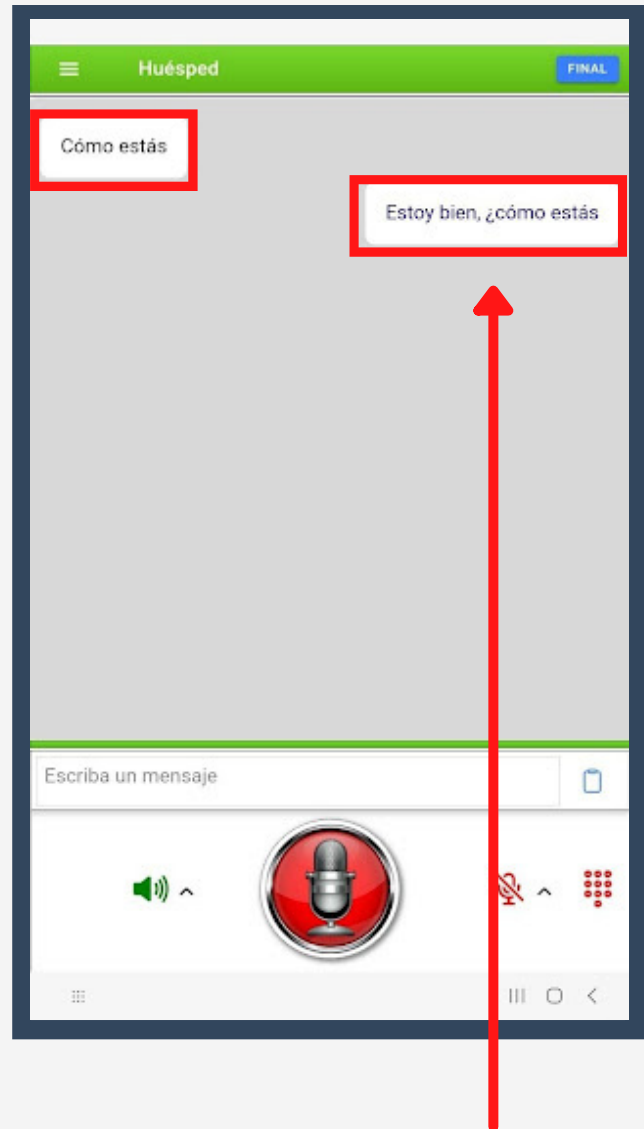 Huésped
FINAL
Cómo estás
Estoy bien, ¿cómo estás
Escriba un mensaje